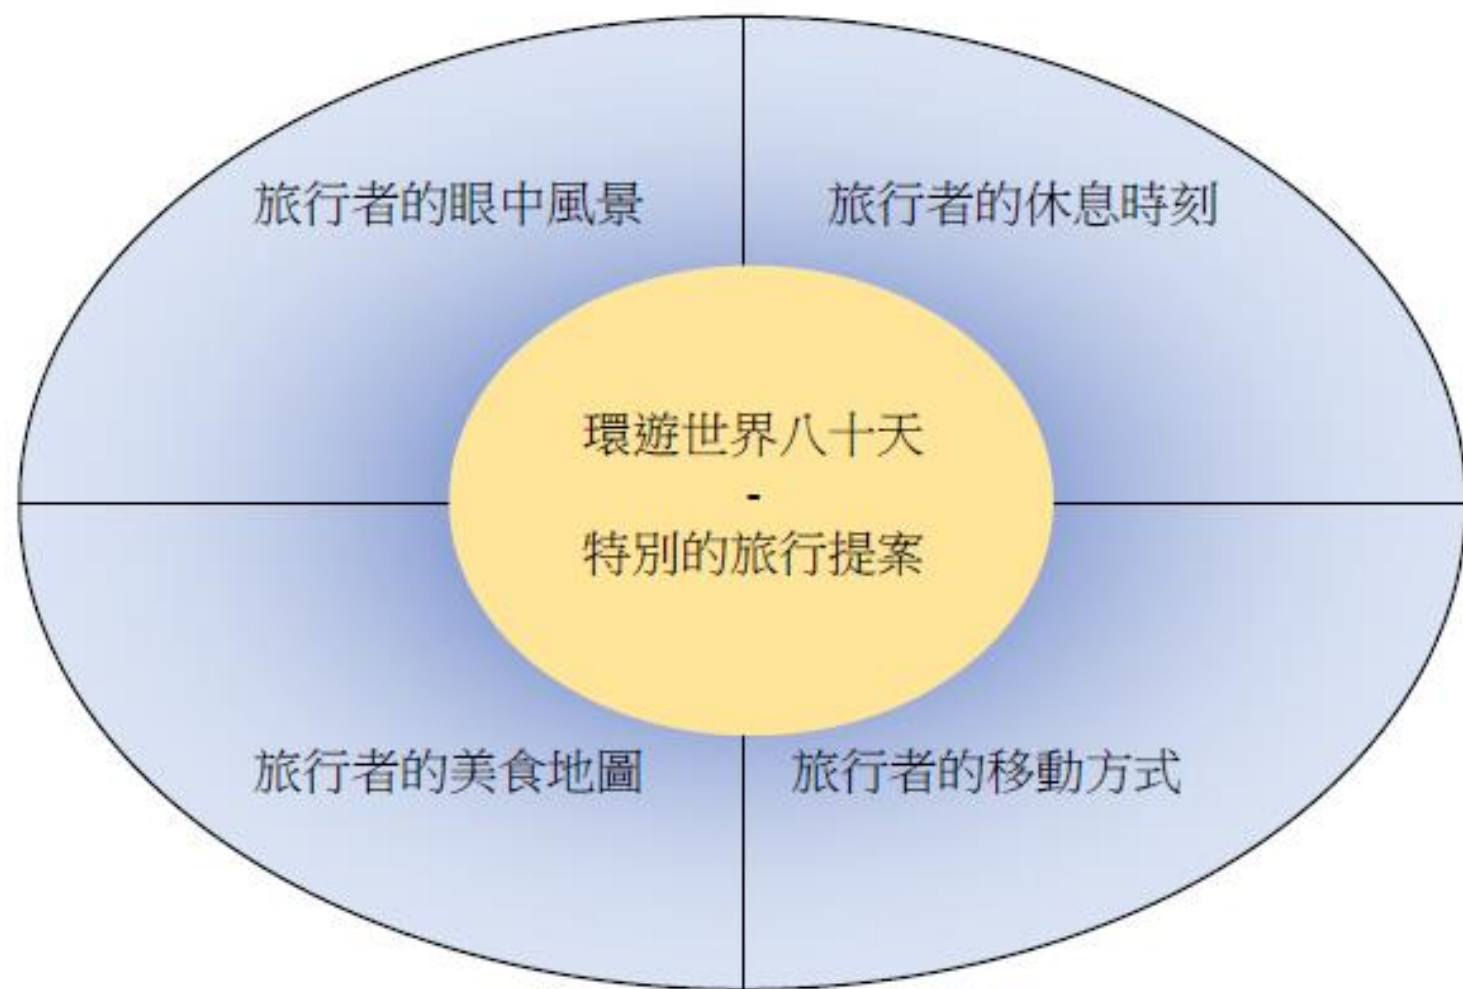 旅行者的眼中風景
旅行者的休息時刻
環遊世界八十天
-
特別的旅行提案
旅行者的美食地圖
旅行者的移動方式